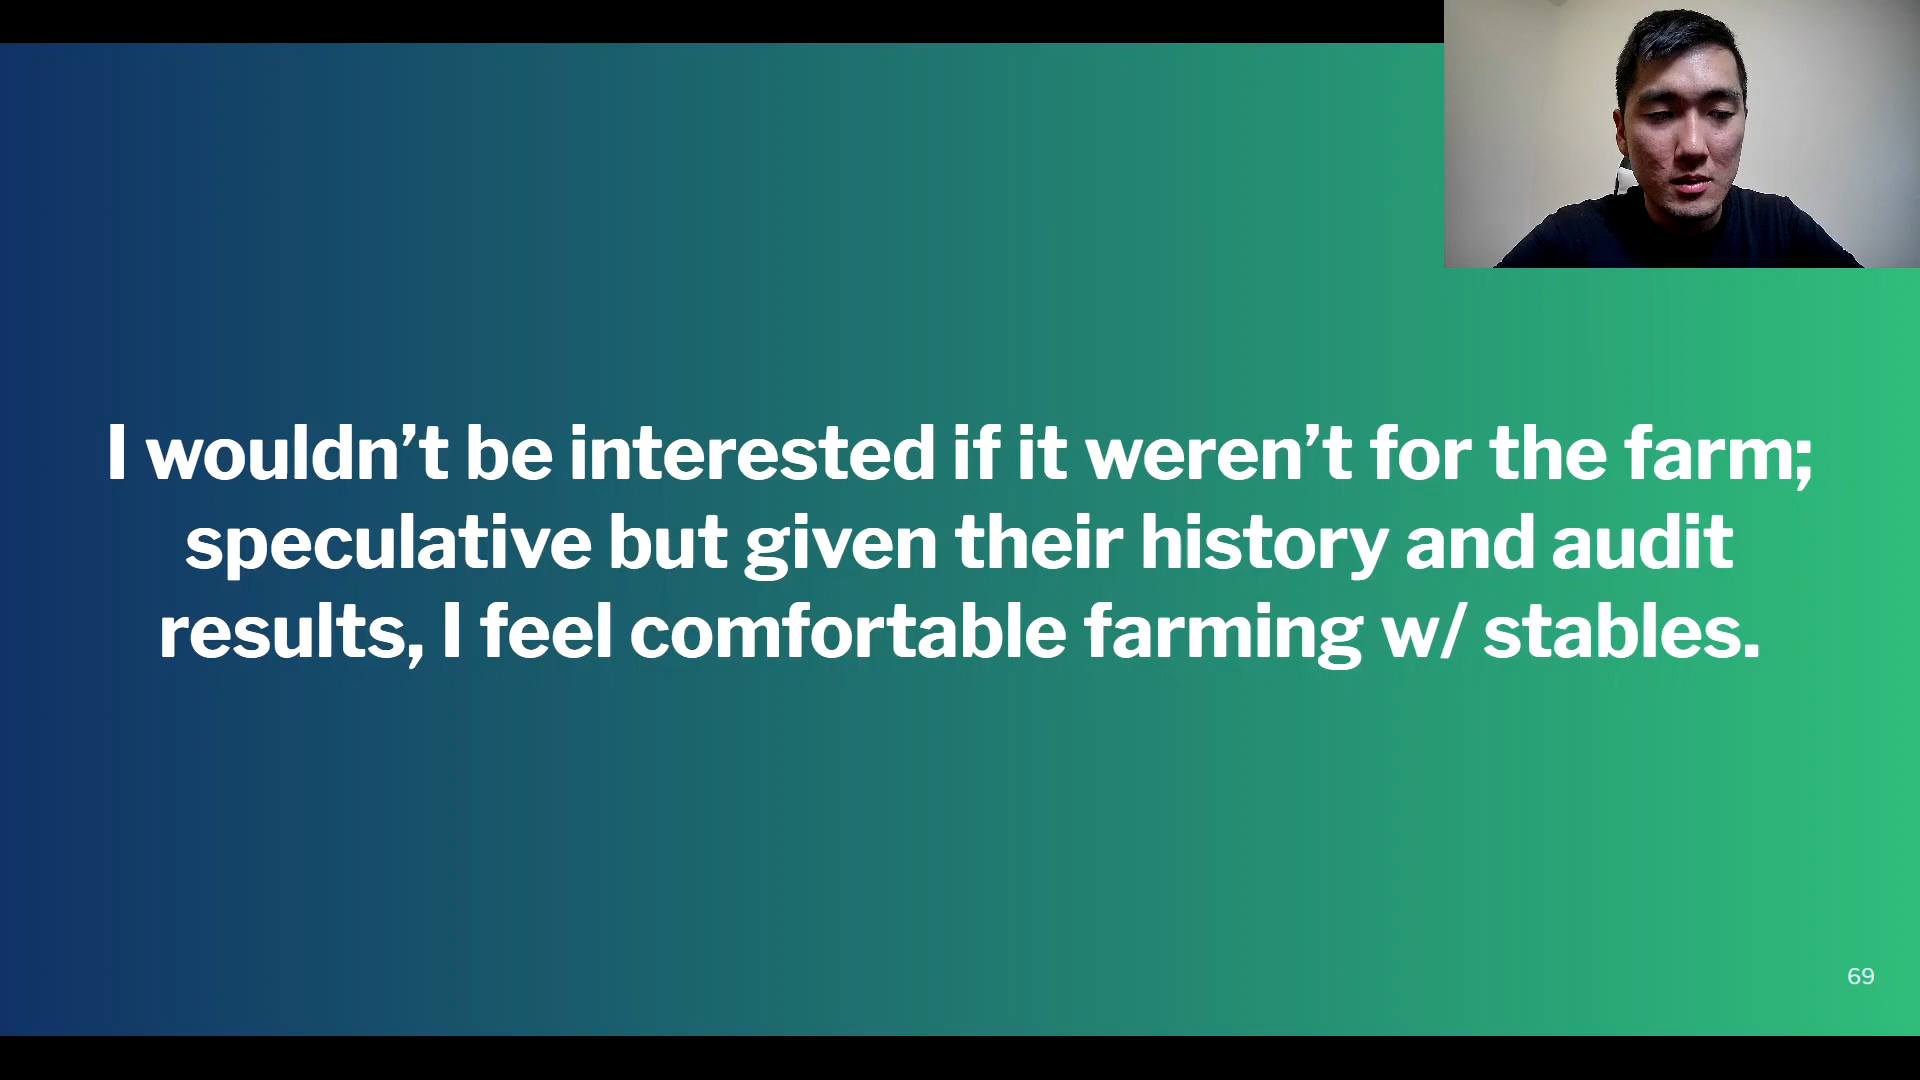 I wouldn’t be interested if it weren’t for the farm;
speculative but given their history and audit
results, I feel comfortable farming w/ stables.
69